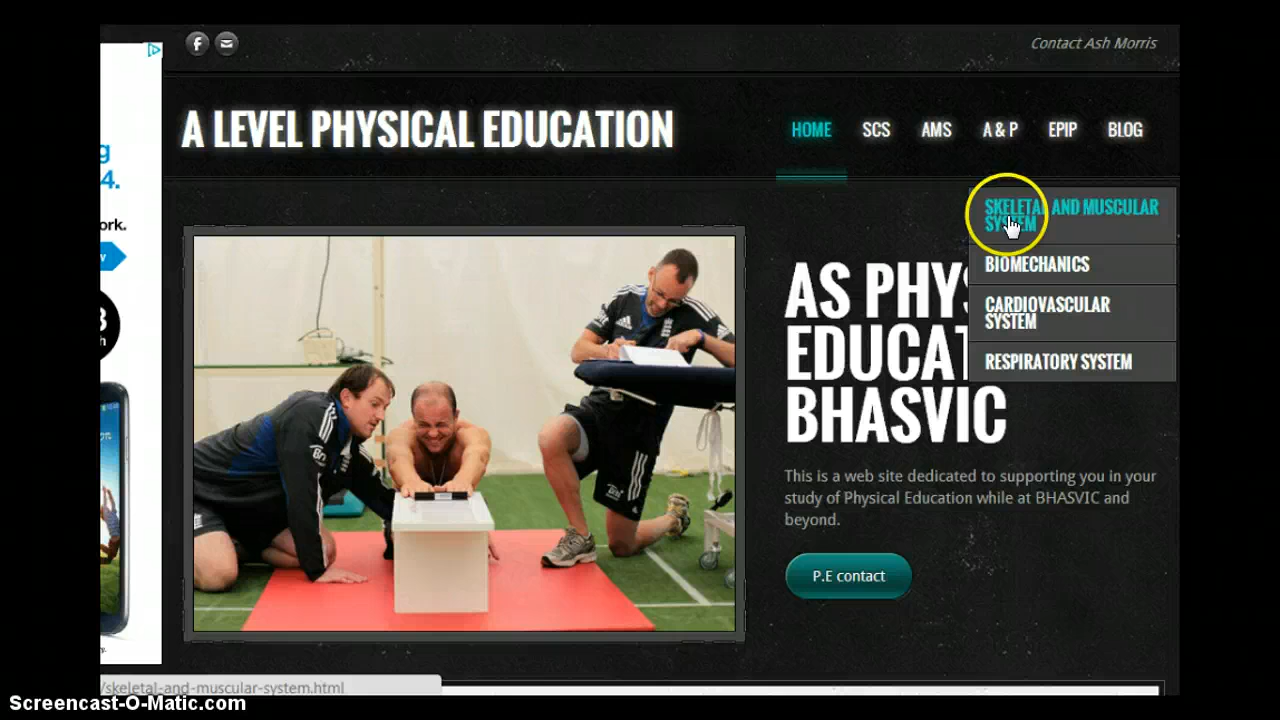 f
Contact Ash Morris
g
4.
ork.
A LEVEL PHYSICAL EDUCATION
HOME SCS AMS A & P EPIP BLOG
SKELETAL AND MUSCULAR
SYSTEM
BIOMECHANICS
CARDIOVASCULAR
SYSTEM
RESPIRATORY SYSTEM
AS PHYS
EDUCAT
BHASVIC
This is a web site dedicated to supporting you in your
study of Physical Education while at BHASVIC and
beyond.
P.E contact
/skeletal-and-muscular-system.html
Screencast-O-Matic.com